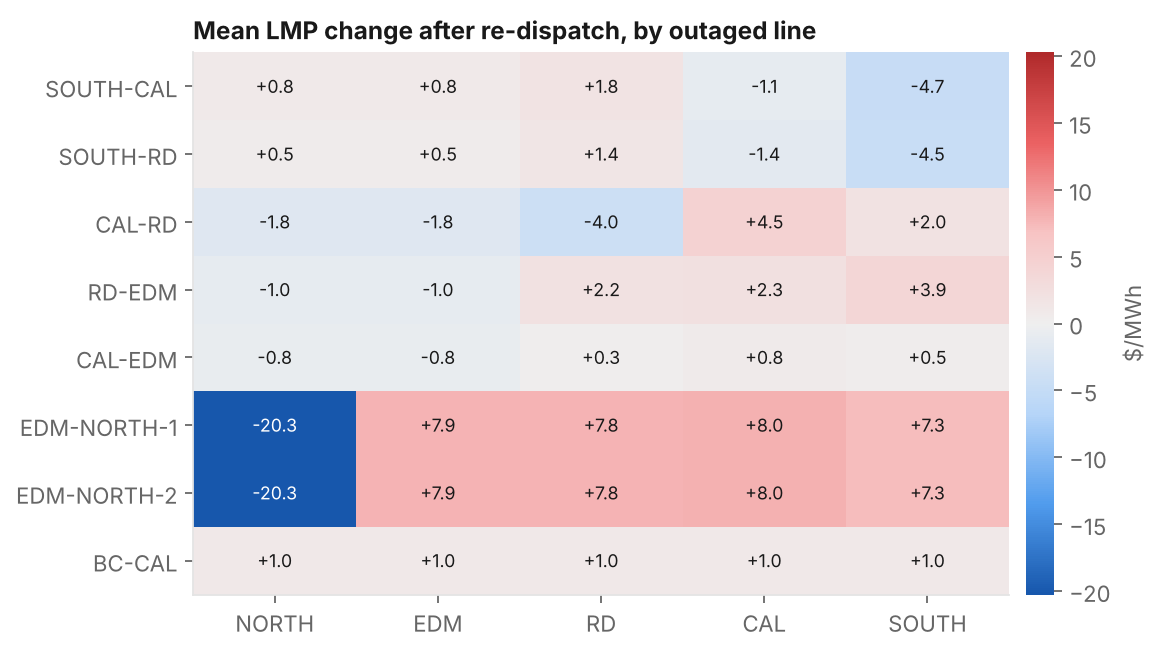 Mean LMP change after re-dispatch, by outaged line
SOUTH-CAL +0.8 +0.8 +1.8 -1.1 -4.7
SOUTH-RD +0.5 +0.5 +1.4 -1.4 -4.5
CAL-RD -1.8 -1.8 -4.0 +4.5 +2.0
RD-EDM -1.0 -1.0 +2.2 +2.3 +3.9
CAL-EDM -0.8 -0.8 +0.3 +0.8 +0.5
EDM-NORTH-1 -20.3 +7.9 +7.8 +8.0 +7.3
EDM-NORTH-2 -20.3 +7.9 +7.8 +8.0 +7.3
BC-CAL +1.0 +1.0 +1.0 +1.0 +1.0
NORTH EDM RD CAL SOUTH
20
15
10
5
0
−5
−10
−15
−20
$/MWh